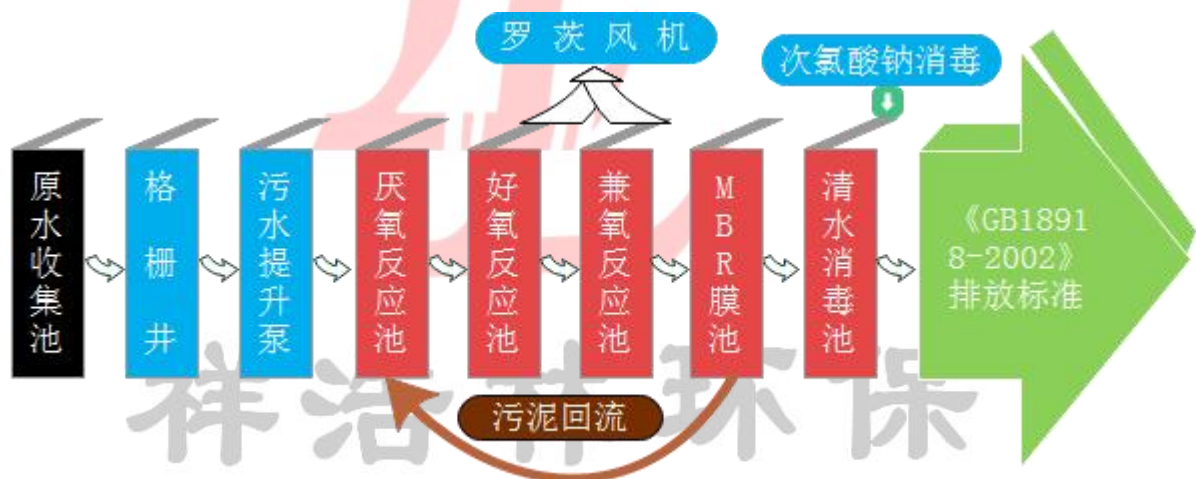 罗茨风机
次氯酸钠消毒
原水收集池
格栅井
污水提升泵
厌氧反应池
好氧反应池
兼氧反应池
MBR膜池
清水消毒池
《GB1891
8-2002》
排放标准
污泥回流
祥浩林环保